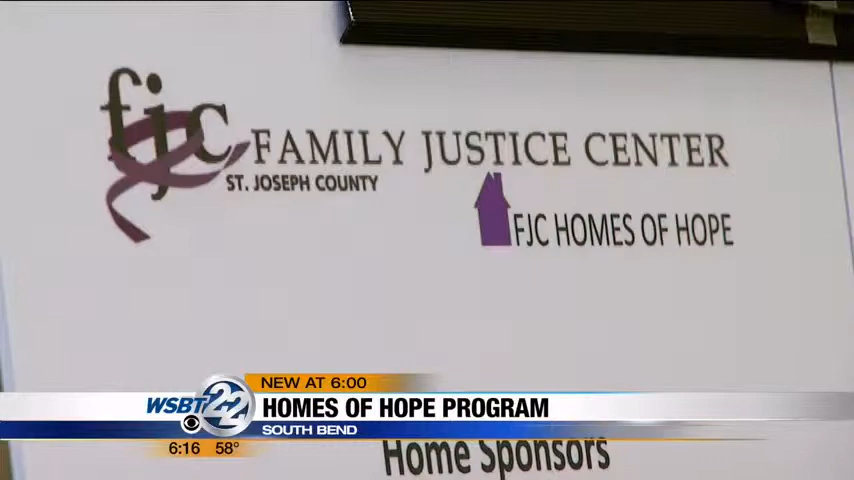 fjc FAMILY JUSTICE CENTER
ST. JOSEPH COUNTY
FJC HOMES OF HOPE
NEW AT 6:00
WSBT 22 HOMES OF HOPE PROGRAM
SOUTH BEND
6:16 58°
Home Sponsors